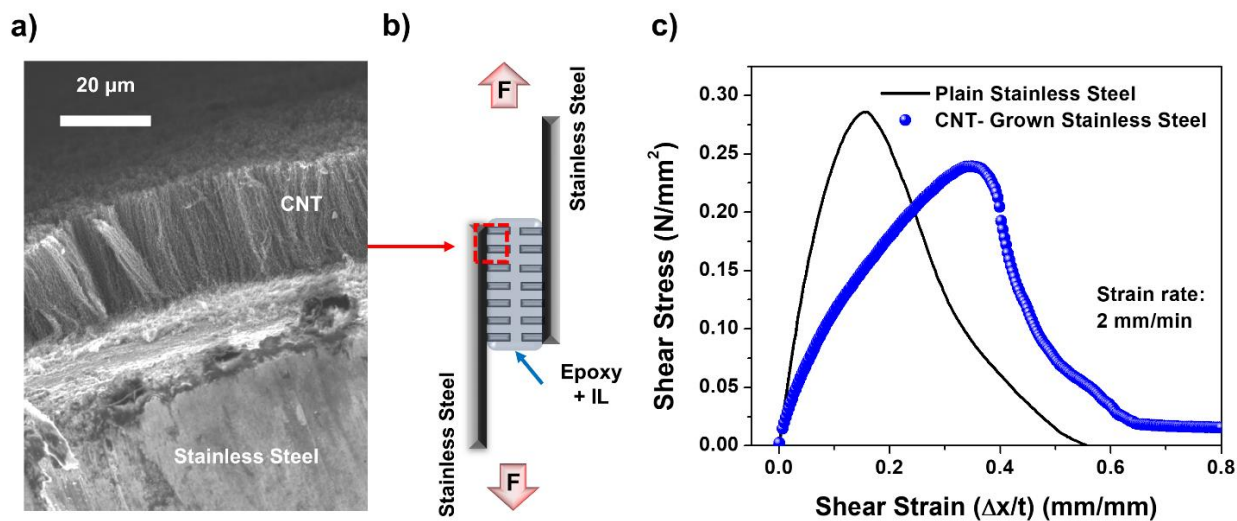 a)
20 μm
CNT
Stainless Steel
b)
F
Stainless Steel
Epoxy
+ IL
Stainless Steel
F
c)
Plain Stainless Steel
CNT- Grown Stainless Steel
Strain rate:
2 mm/min
Shear Stress (N/mm²)
0.30
0.25
0.20
0.15
0.10
0.05
0.00
0.0 0.2 0.4 0.6 0.8
Shear Strain (Δx/t) (mm/mm)